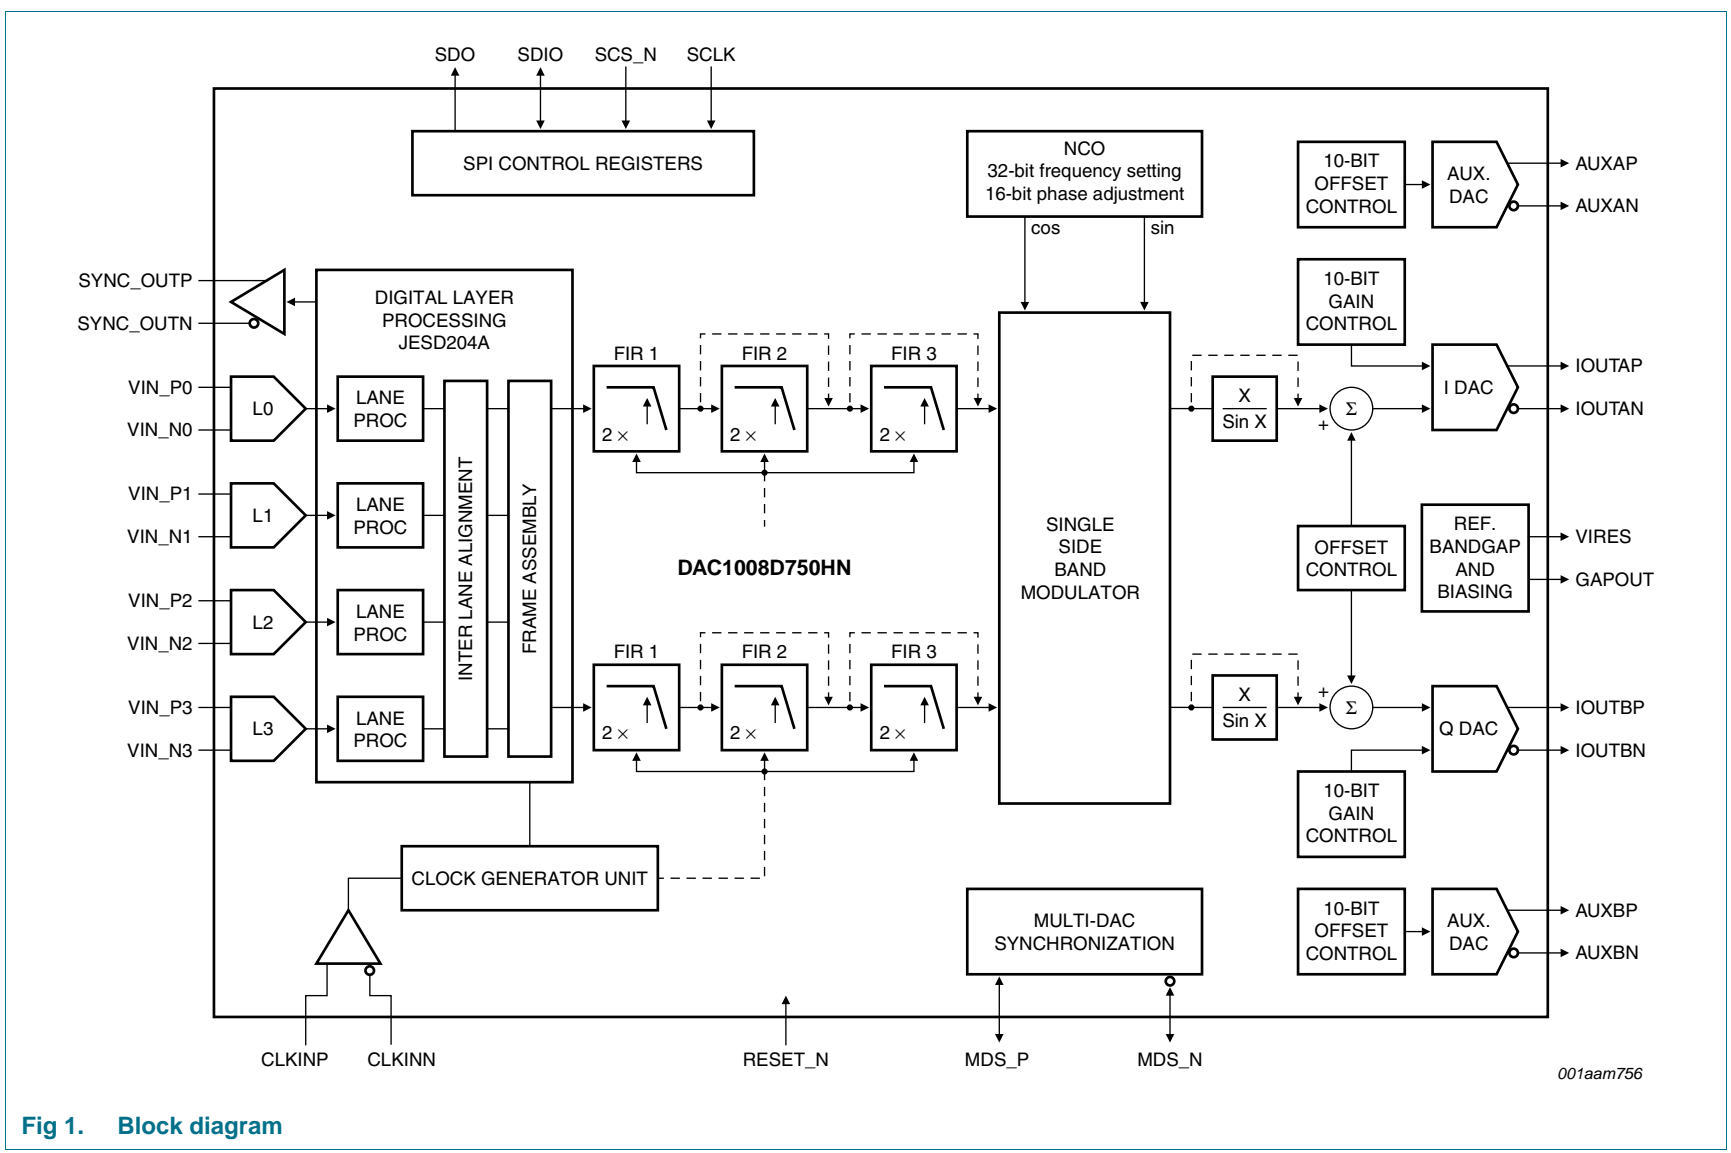 SDO
SDIO
SCS_N
SCLK
SPI CONTROL REGISTERS
NCO
32-bit frequency setting
16-bit phase adjustment
cos
sin
10-BIT
OFFSET
CONTROL
AUX.
DAC
AUXAP
AUXAN
SYNC_OUTP
SYNC_OUTN
DIGITAL LAYER
PROCESSING
JESD204A
10-BIT
GAIN
CONTROL
VIN_P0
VIN_N0
L0
LANE
PROC
VIN_P1
VIN_N1
L1
LANE
PROC
VIN_P2
VIN_N2
L2
LANE
PROC
VIN_P3
VIN_N3
L3
LANE
PROC
INTER LANE ALIGNMENT
FRAME ASSEMBLY
FIR 1
2 ×
FIR 2
2 ×
FIR 3
2 ×
DAC1008D750HN
FIR 1
2 ×
FIR 2
2 ×
FIR 3
2 ×
SINGLE
SIDE
BAND
MODULATOR
X
Sin X
+
Σ
I DAC
IOUTAP
IOUTAN
OFFSET
CONTROL
REF.
BANDGAP
AND
BIASING
VIRES
GAPOUT
X
Sin X
+
Σ
Q DAC
IOUTBP
IOUTBN
10-BIT
GAIN
CONTROL
CLOCK GENERATOR UNIT
MULTI-DAC
SYNCHRONIZATION
10-BIT
OFFSET
CONTROL
AUX.
DAC
AUXBP
AUXBN
CLKINP
CLKINN
RESET_N
MDS_P
MDS_N
001aam756
Fig 1. Block diagram